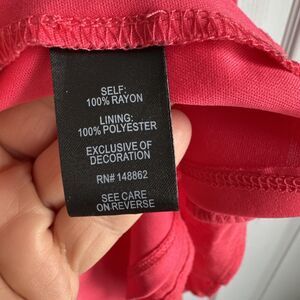 SELF:
100% RAYON
LINING:
100% POLYESTER
EXCLUSIVE OF
DECORATION
RN# 148862
SEE CARE
ON REVERSE